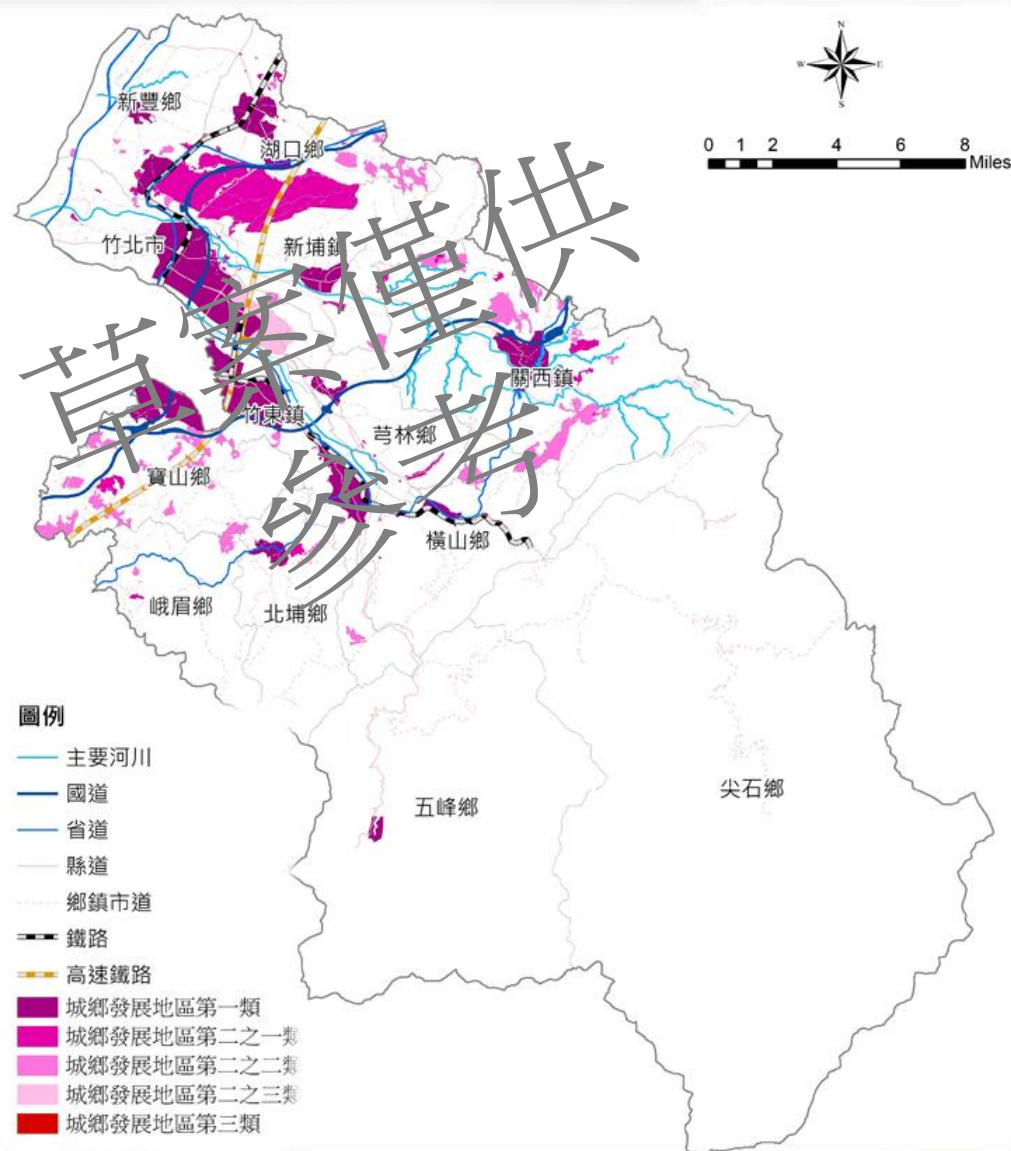 N
W
E
S
0 1 2 4 6 8
Miles
新豐鄉
湖口鄉
竹北市
新埔鎮
關西鎮
竹東鎮
芎林鄉
寶山鄉
橫山鄉
峨眉鄉
北埔鄉
五峰鄉
尖石鄉
草案僅供
參考
圖例
主要河川
國道
省道
縣道
鄉鎮市道
鐵路
高速鐵路
城鄉發展地區第一類
城鄉發展地區第二之一類
城鄉發展地區第二之二類
城鄉發展地區第二之三類
城鄉發展地區第三類